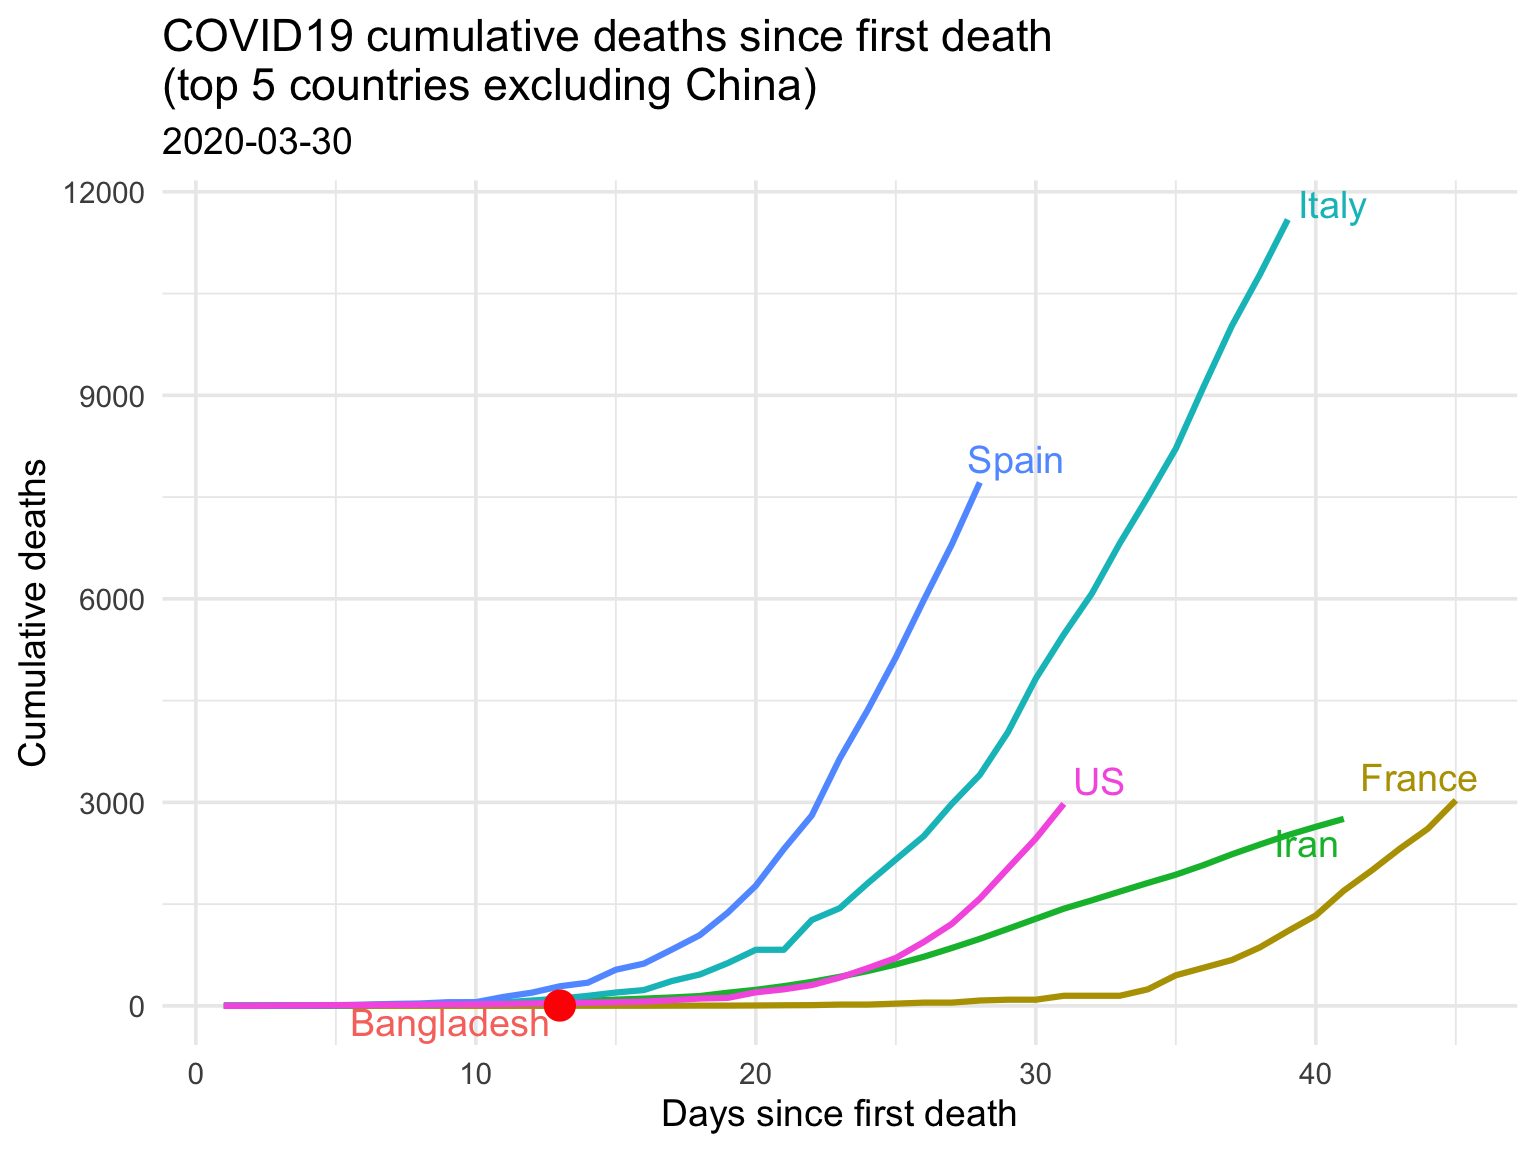 COVID19 cumulative deaths since first death
(top 5 countries excluding China)
2020-03-30
12000
9000
6000
3000
0
Cumulative deaths
Italy
Spain
US
France
Iran
Bangladesh
0 10 20 30 40
Days since first death